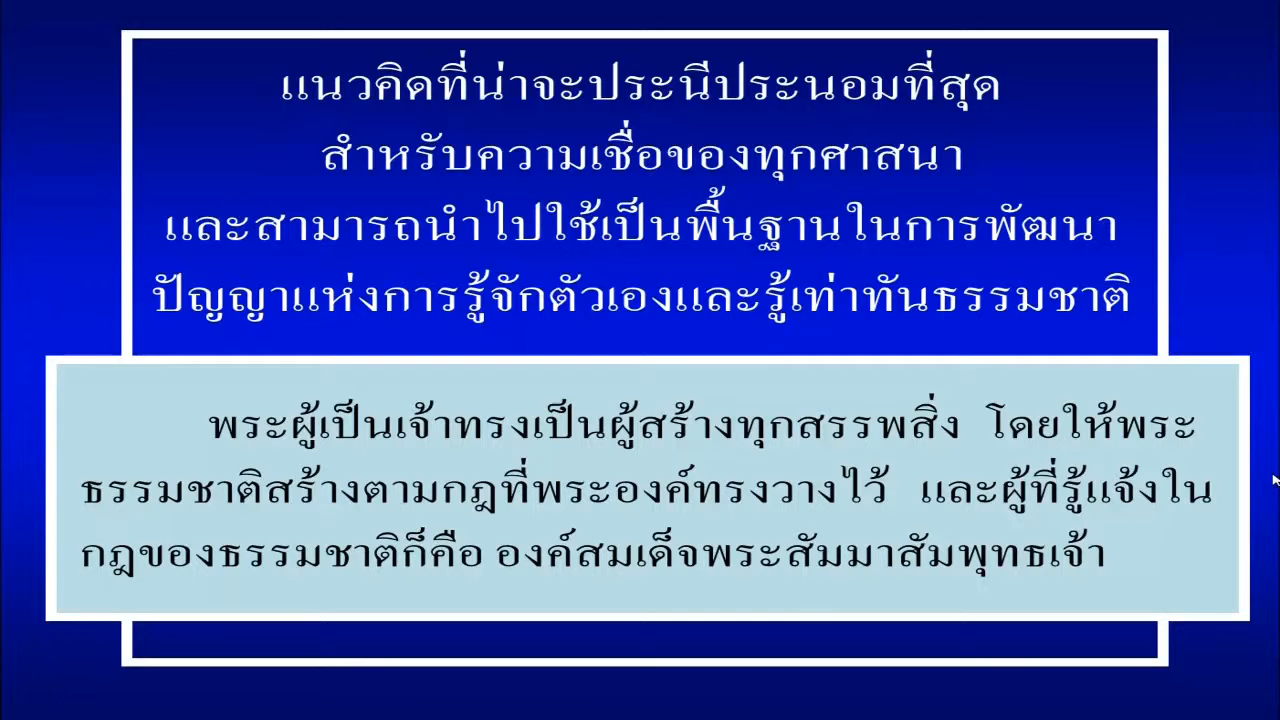 แนวคิดที่น่าจะประนีประนอมที่สุด
สำหรับความเชื่อของทุกศาสนา
และสามารถนำไปใช้เป็นพื้นฐานในการพัฒนา
ปัญญาแห่งการรู้จักตัวเองและรู้เท่าทันธรรมชาติ
พระผู้เป็นเจ้าทรงเป็นผู้สร้างทุกสรรพสิ่ง โดยให้พระ
ธรรมชาติสร้างตามกฎที่พระองค์ทรงวางไว้ และผู้ที่รู้แจ้งใน
กฎของธรรมชาติก็คือ องค์สมเด็จพระสัมมาสัมพุทธเจ้า